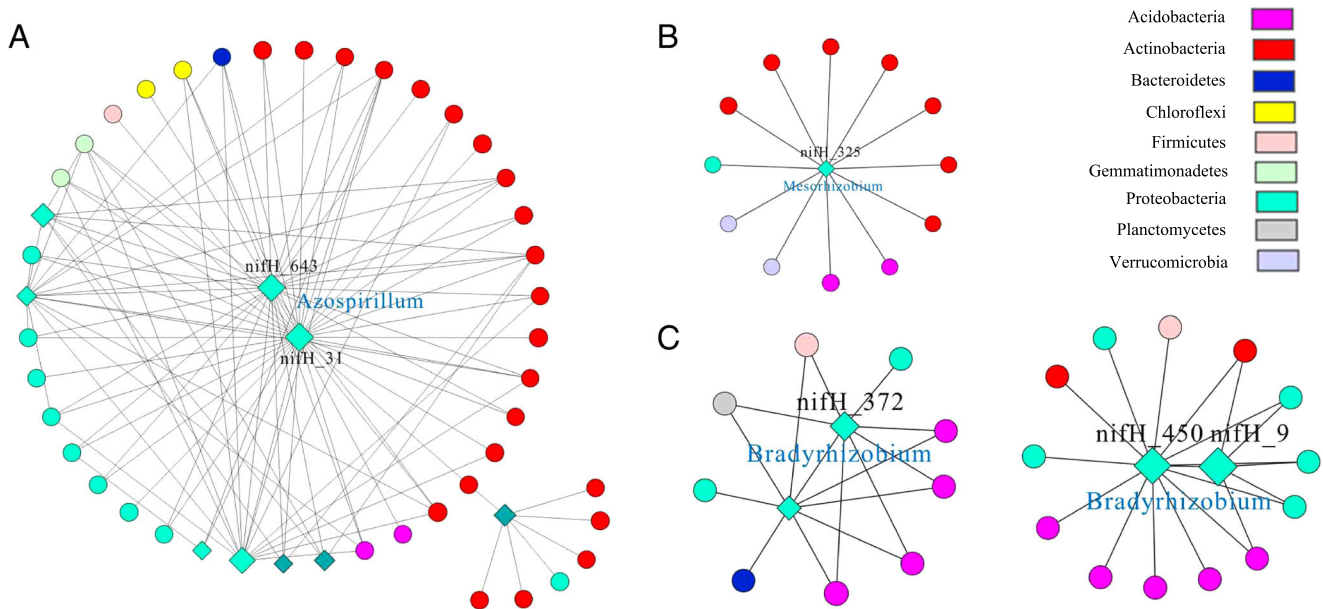 A
B
Acidobacteria
Actinobacteria
Bacteroidetes
Chloroflexi
Firmicutes
Gemmatimonadetes
Proteobacteria
Planctomycetes
Verrucomicrobia
nifH_325
Mesorhizobium
nifH_643
Azospirillum
nifH_31
C
nifH_372
Bradyrhizobium
nifH_450 nifH_9
Bradyrhizobium